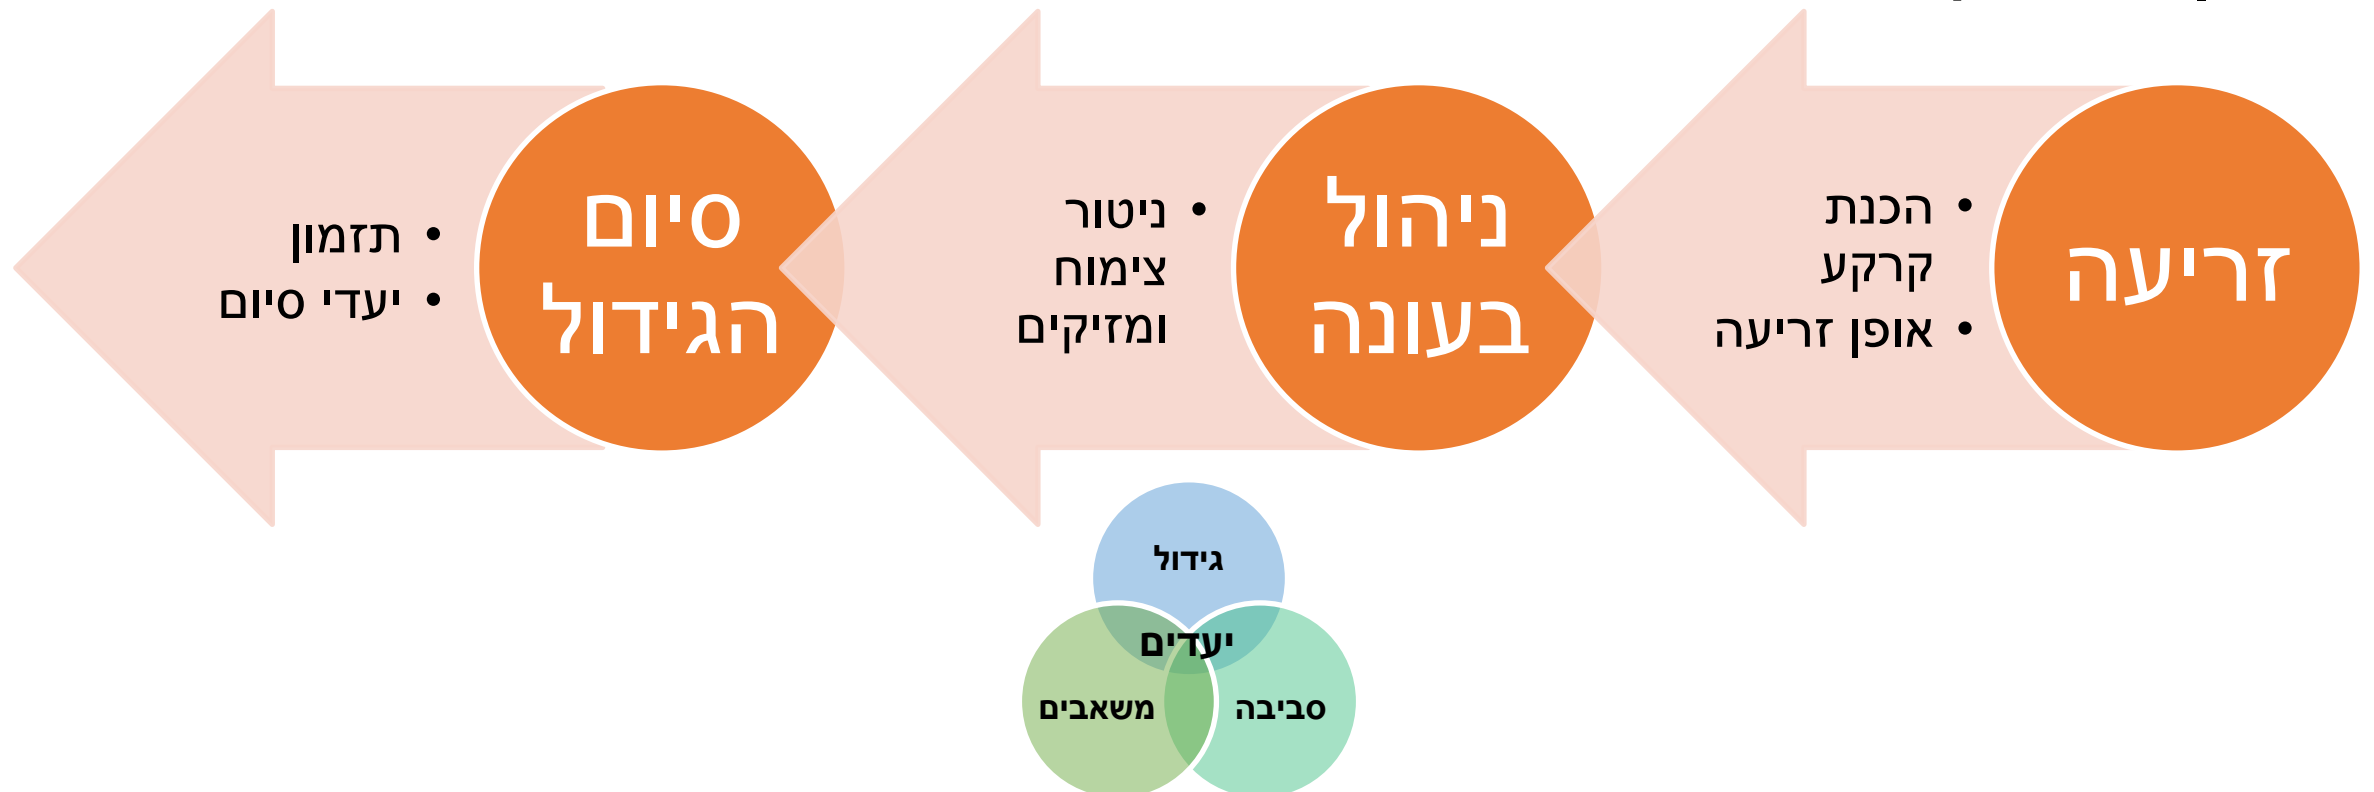 זריעה
• הכנת
קרקע
• אופן זריעה
ניהול
בעונה
• ניטור
צימוח
ומזיקים
סיום
הגידול
• תזמון
• יעדי סיום
גידול
יעדים
סביבה
משאבים